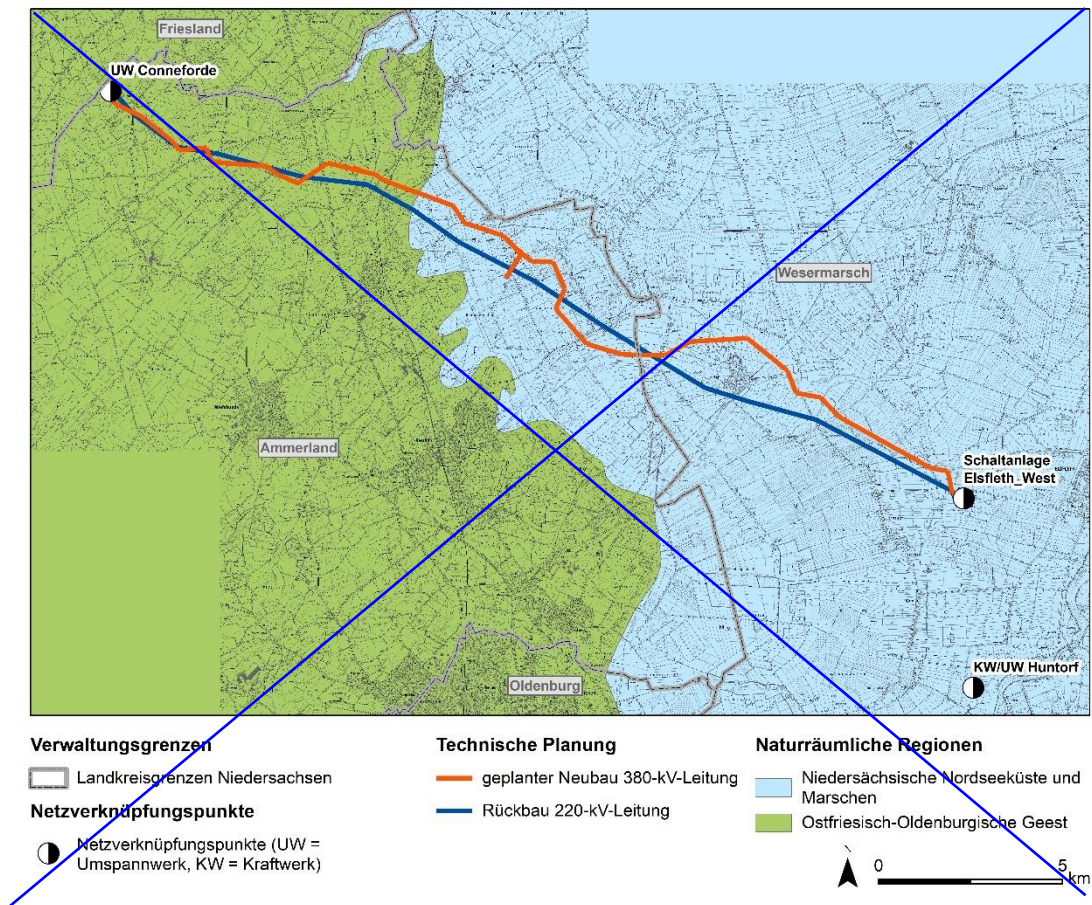 Friesland
UW Conneforde
Wesermarsch
Ammerland
Schaltanlage
Elsfleth_West
KW/UW Huntorf
Oldenburg
Verwaltungsgrenzen
Landkreisgrenzen Niedersachsen
Netzverknüpfungspunkte
Netzverknüpfungspunkte (UW =
Umspannwerk, KW = Kraftwerk)
Technische Planung
geplanter Neubau 380-kV-Leitung
Rückbau 220-kV-Leitung
Naturräumliche Regionen
Niedersächsische Nordseeküste und
Marschen
Ostfriesisch-Oldenburgische Geest
0 5
km